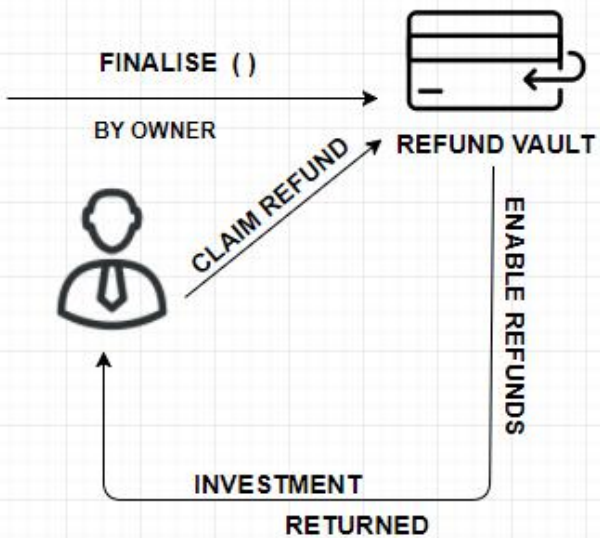 FINALISE ( )
BY OWNER
REFUND VAULT
CLAIM REFUND
ENABLE REFUNDS
INVESTMENT
RETURNED